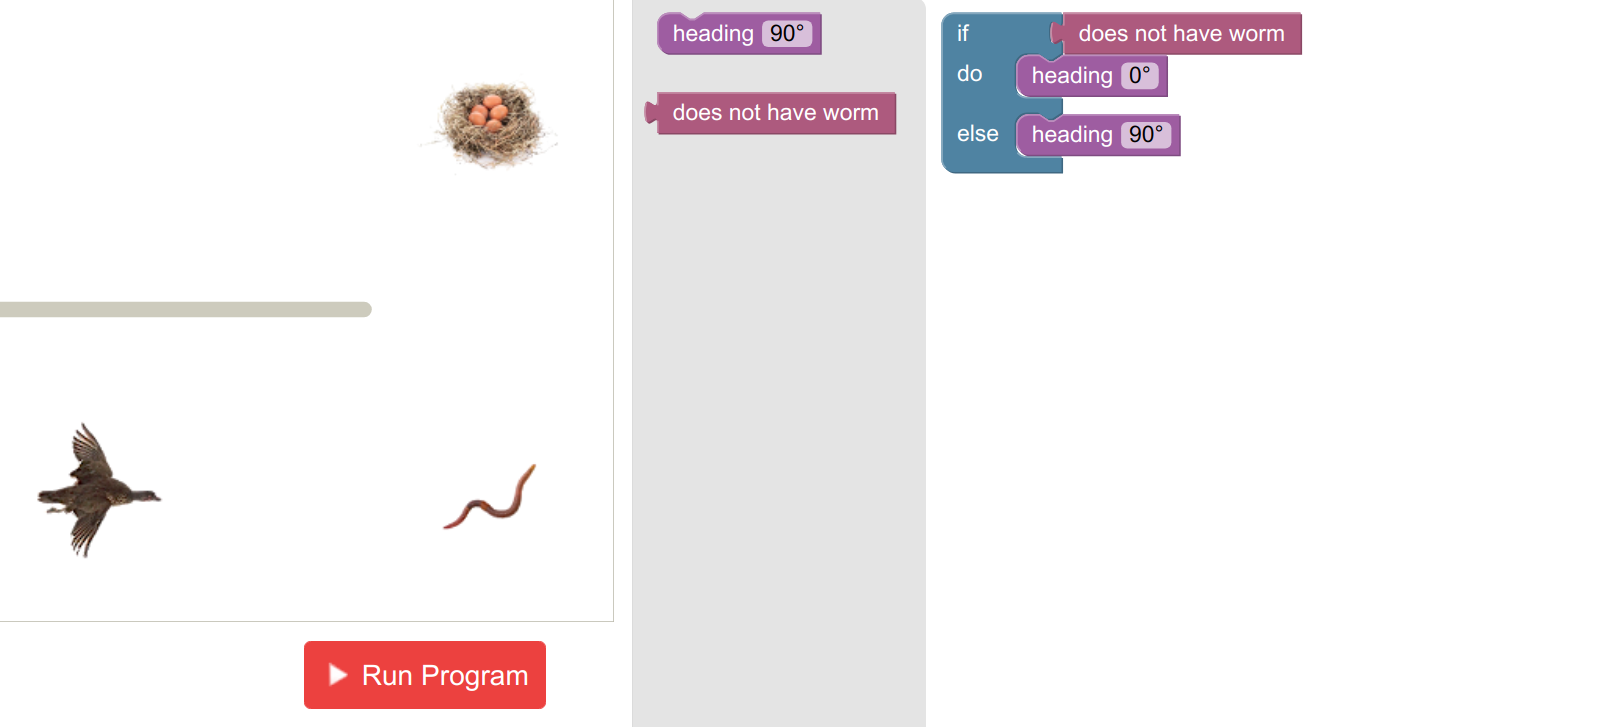 heading 90°
does not have worm
if does not have worm
do heading 0°
else heading 90°
Run Program